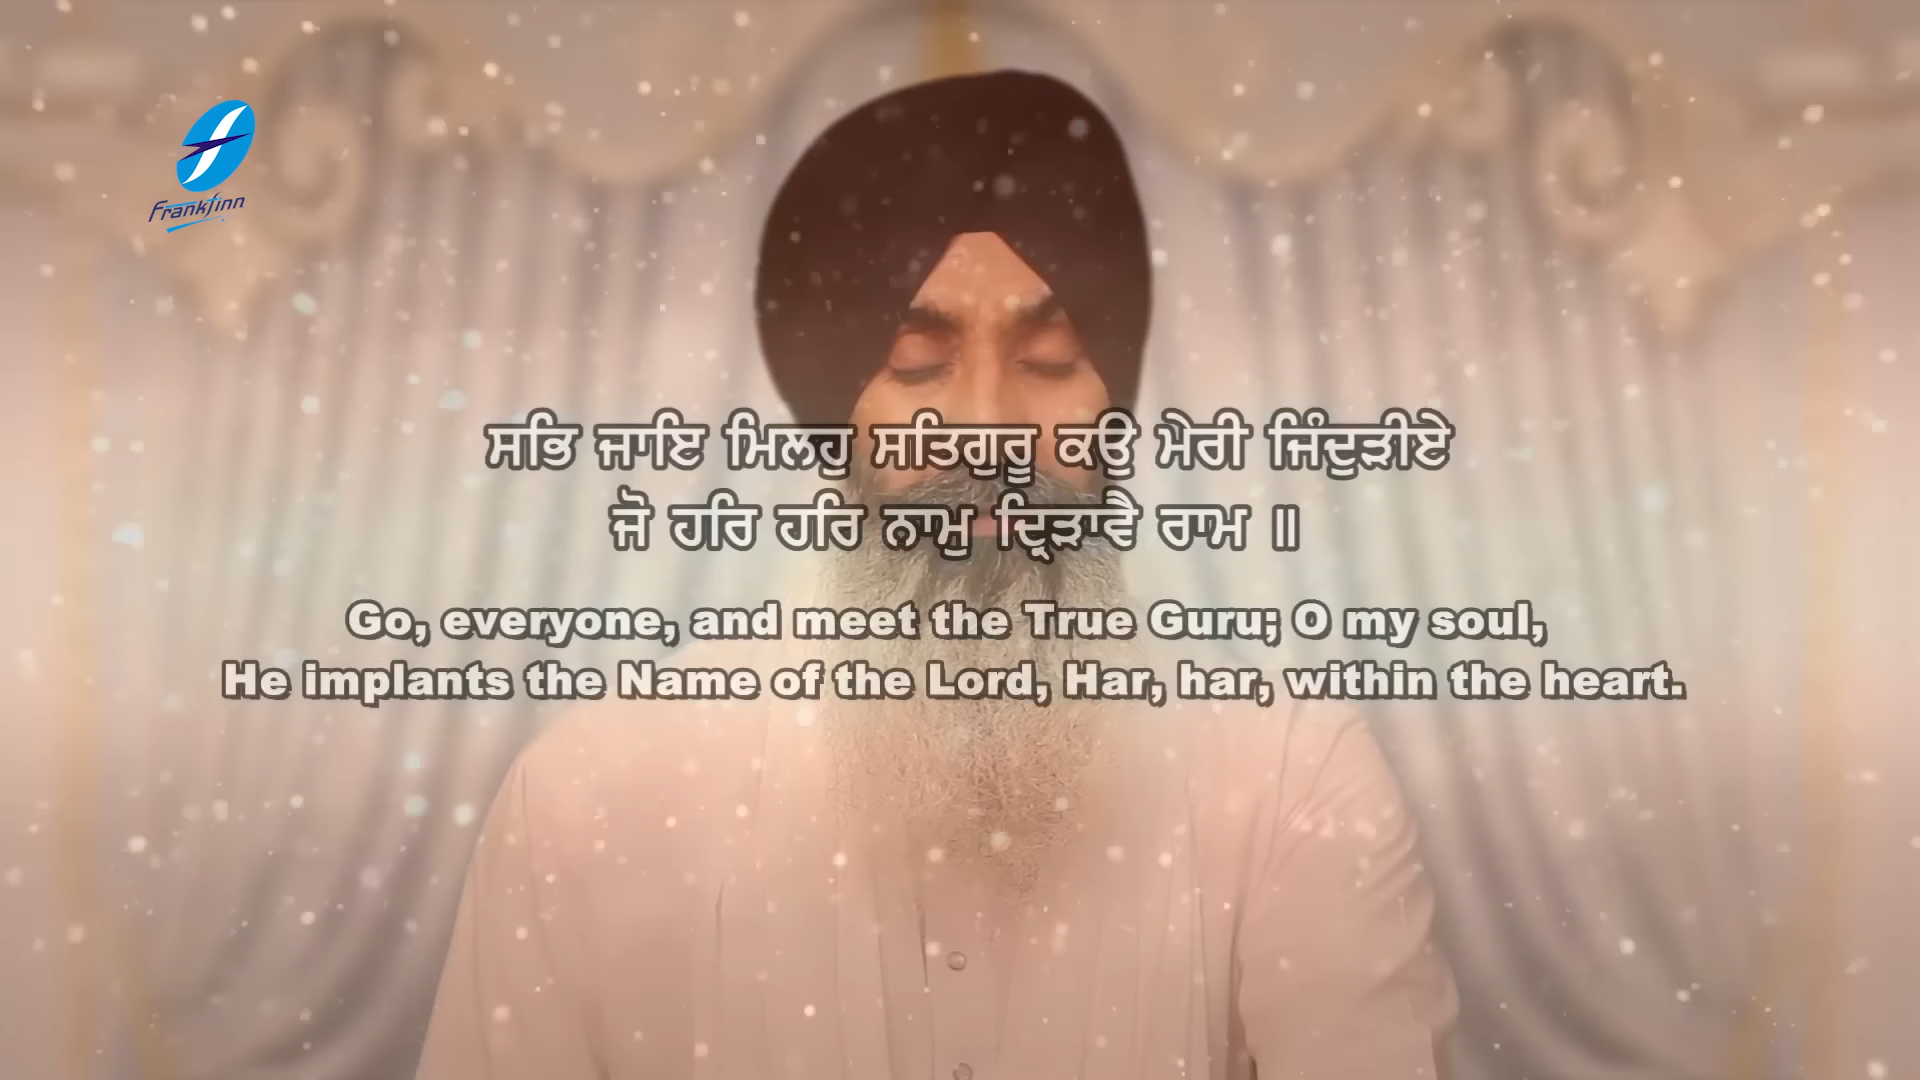 Frankfinn
ਸਭਿ ਜਾਇ ਮਿਲਹੁ ਸਤਿਗੁਰੂ ਕਉ ਮੇਰੀ ਜਿੰਦੁੜੀਏ
ਜੋ ਹਰਿ ਹਰਿ ਨਾਮੁ ਦ੍ਰਿੜਾਵੈ ਰਾਮ ॥
Go, everyone, and meet the True Guru; O my soul,
He implants the Name of the Lord, Har, har, within the heart.